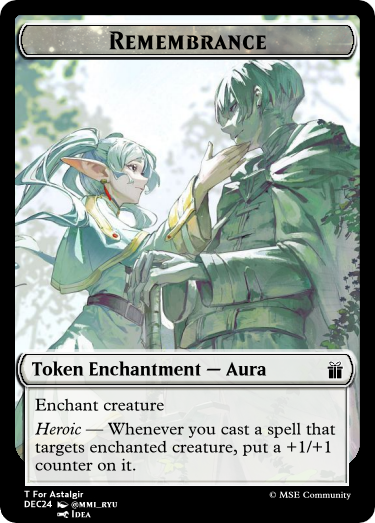 Remembrance
Token Enchantment — Aura
Enchant creature
Heroic — Whenever you cast a spell that
targets enchanted creature, put a +1/+1
counter on it.
T For Astalgir
DEC24 @MMI_RYU
Idea
© MSE Community